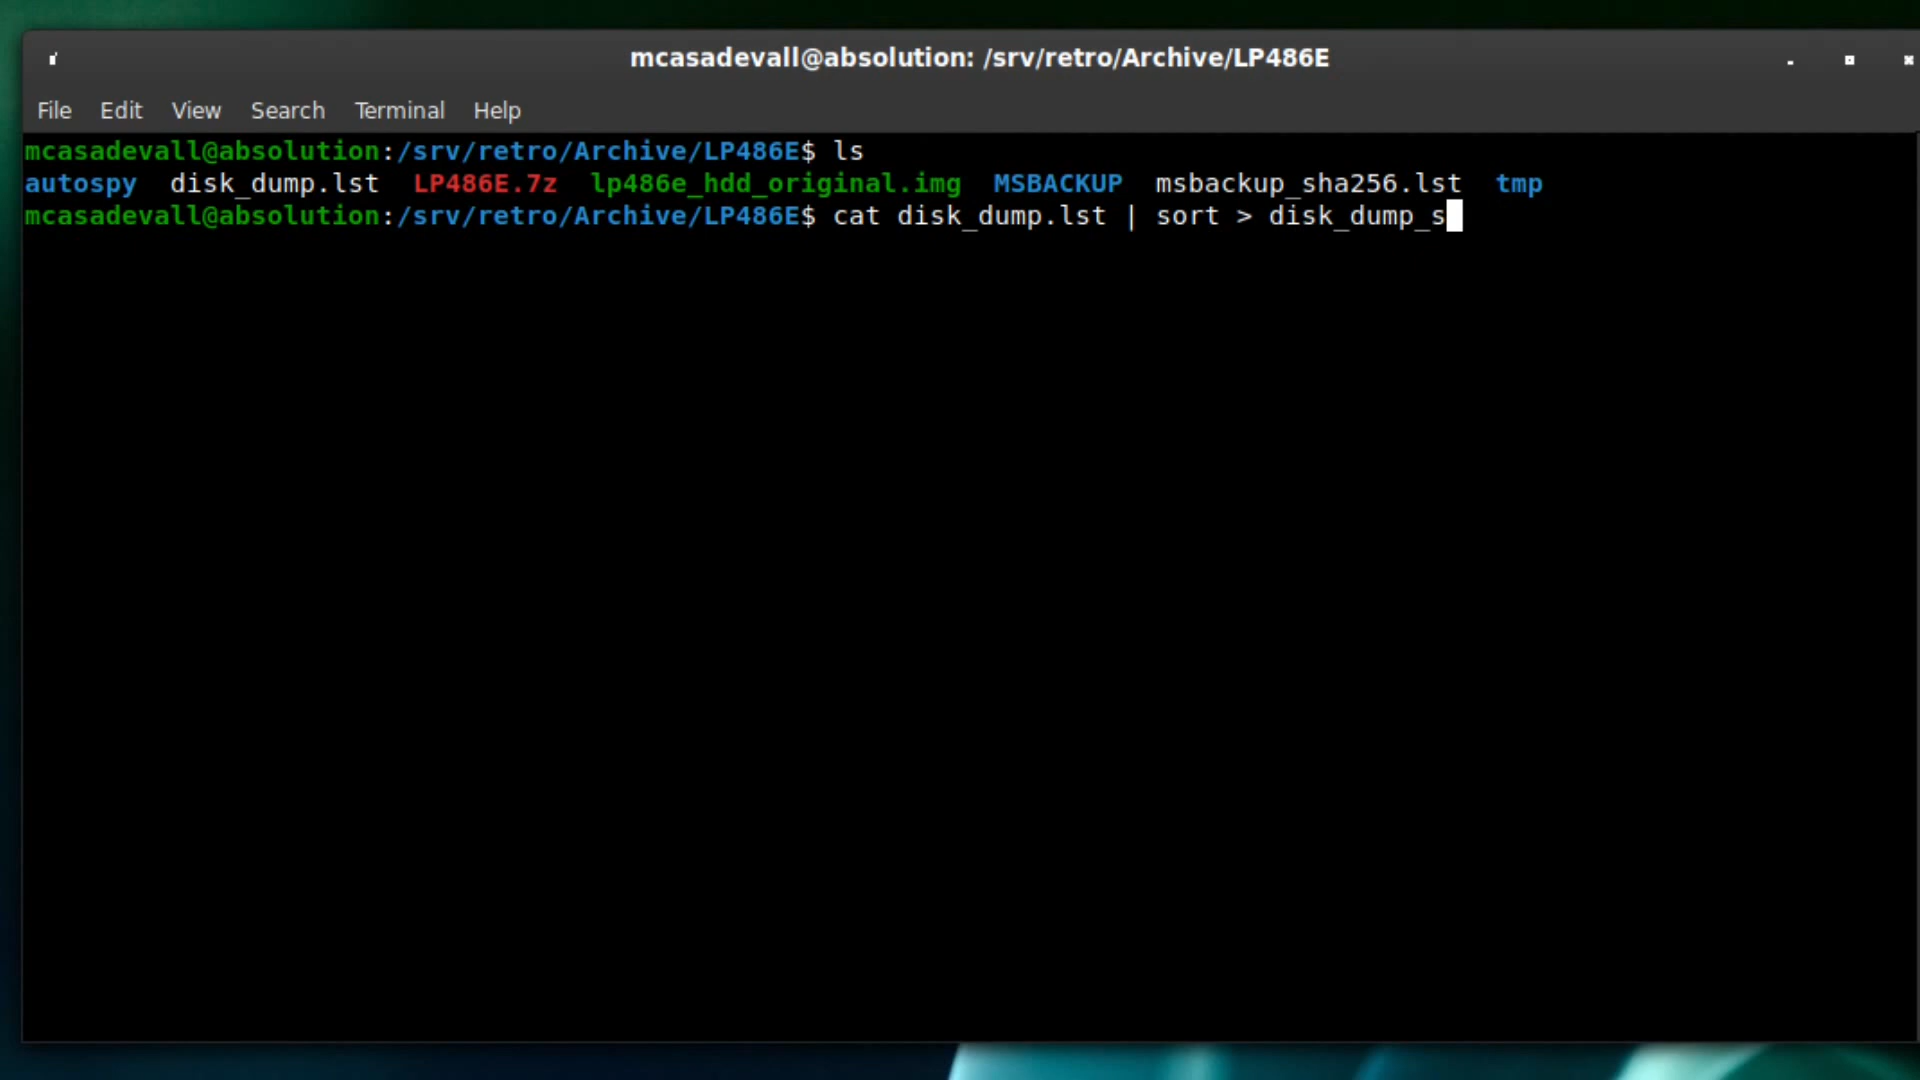 mcasadevall@absolution: /srv/retro/Archive/LP486E
File Edit View Search Terminal Help
mcasadevall@absolution:/srv/retro/Archive/LP486E$ ls
autospy disk_dump.lst LP486E.7z lp486e_hdd_original.img MSBACKUP msbackup_sha256.lst tmp
mcasadevall@absolution:/srv/retro/Archive/LP486E$ cat disk_dump.lst | sort > disk_dump_s